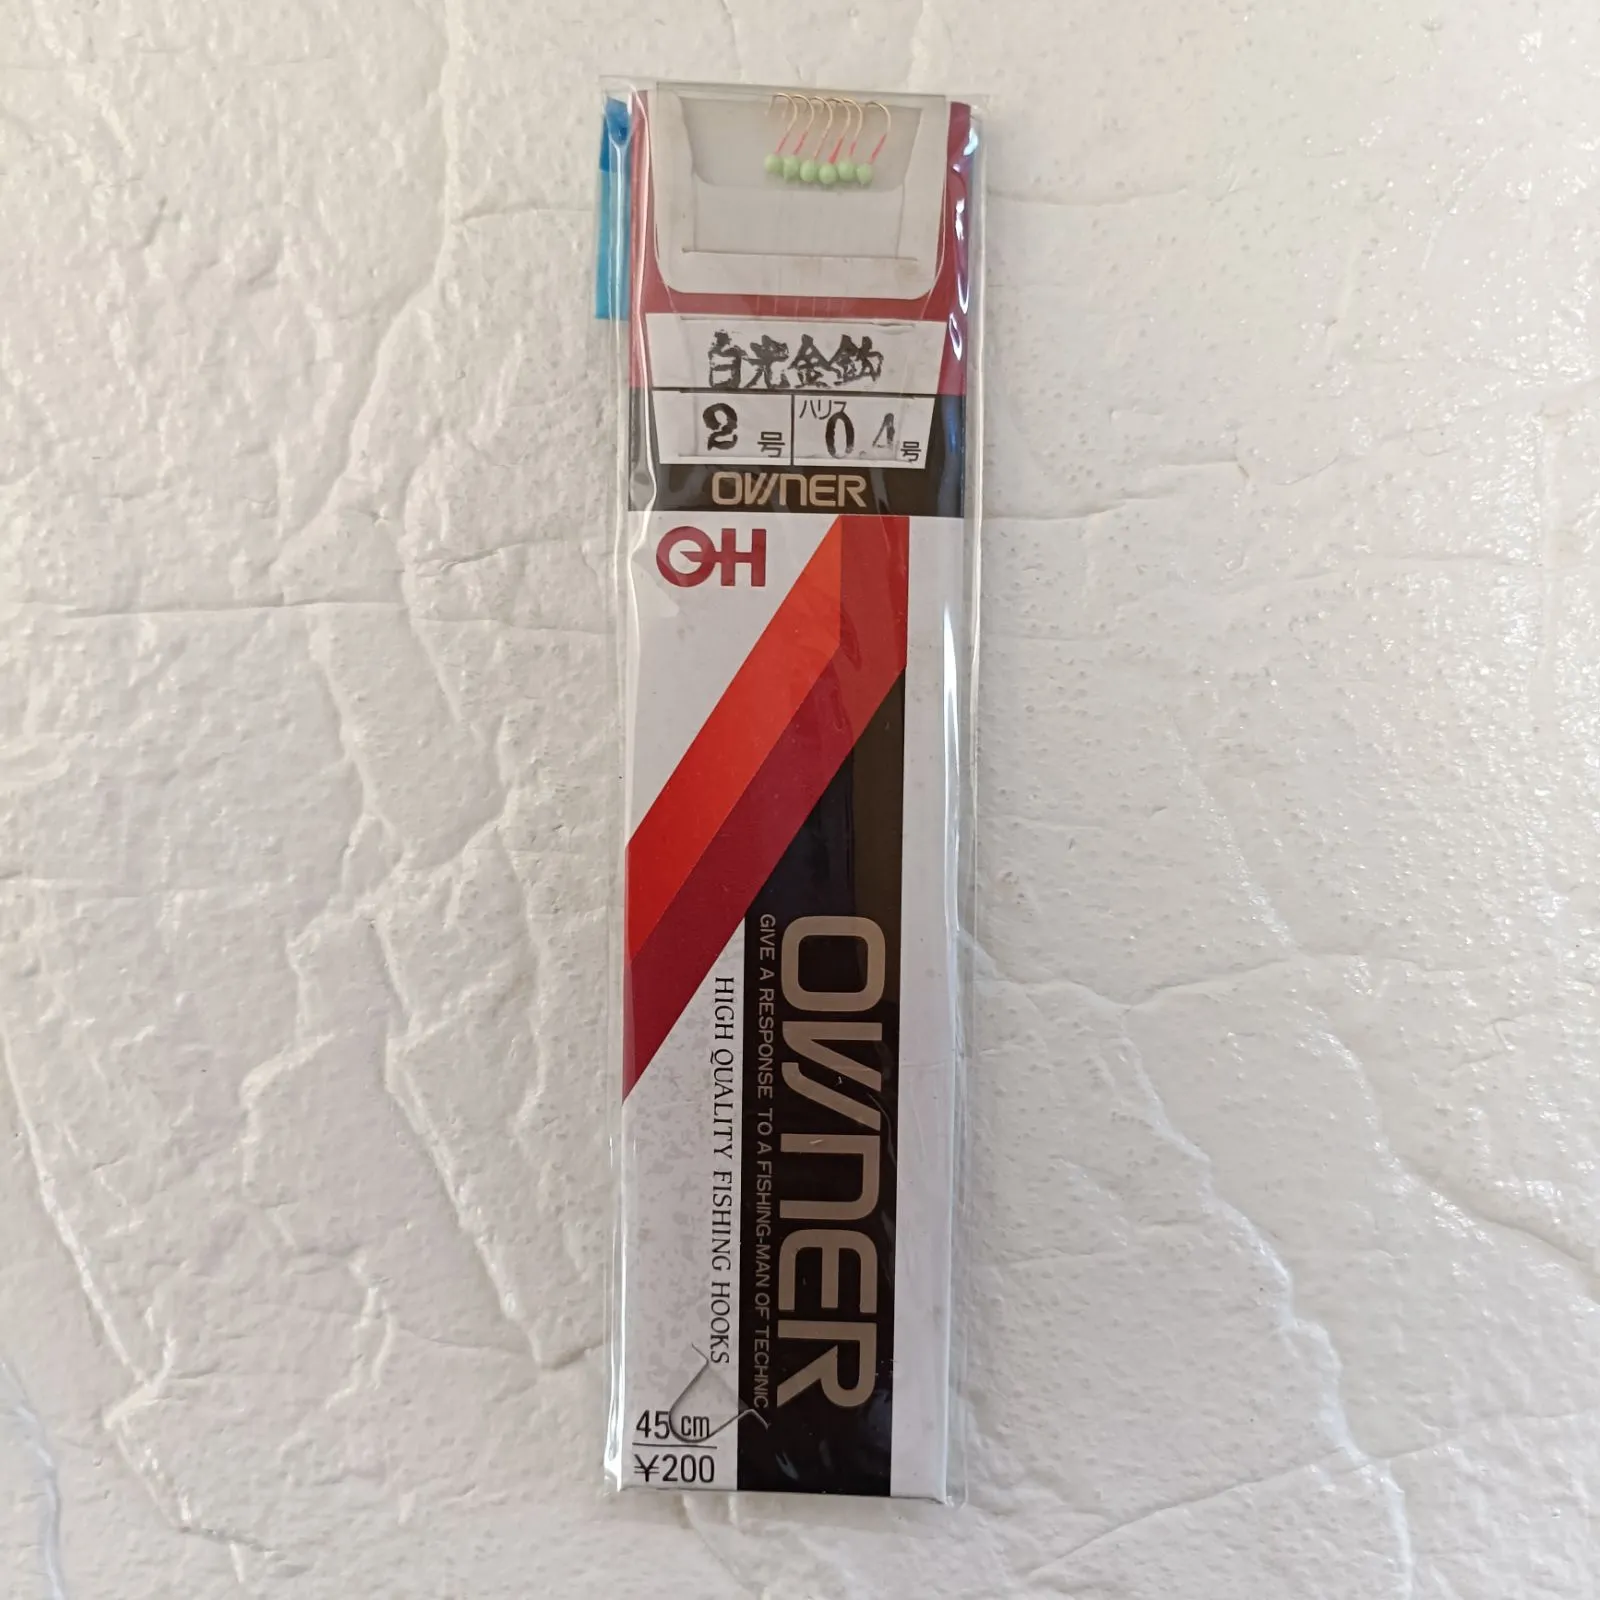 白光金鈎
2号
ハリス 0.4号
OWNER
OH
OWNER
GIVE A RESPONSE TO A FISHING-MAN OF TECHNIC
HIGH QUALITY FISHING HOOKS
45cm
¥200